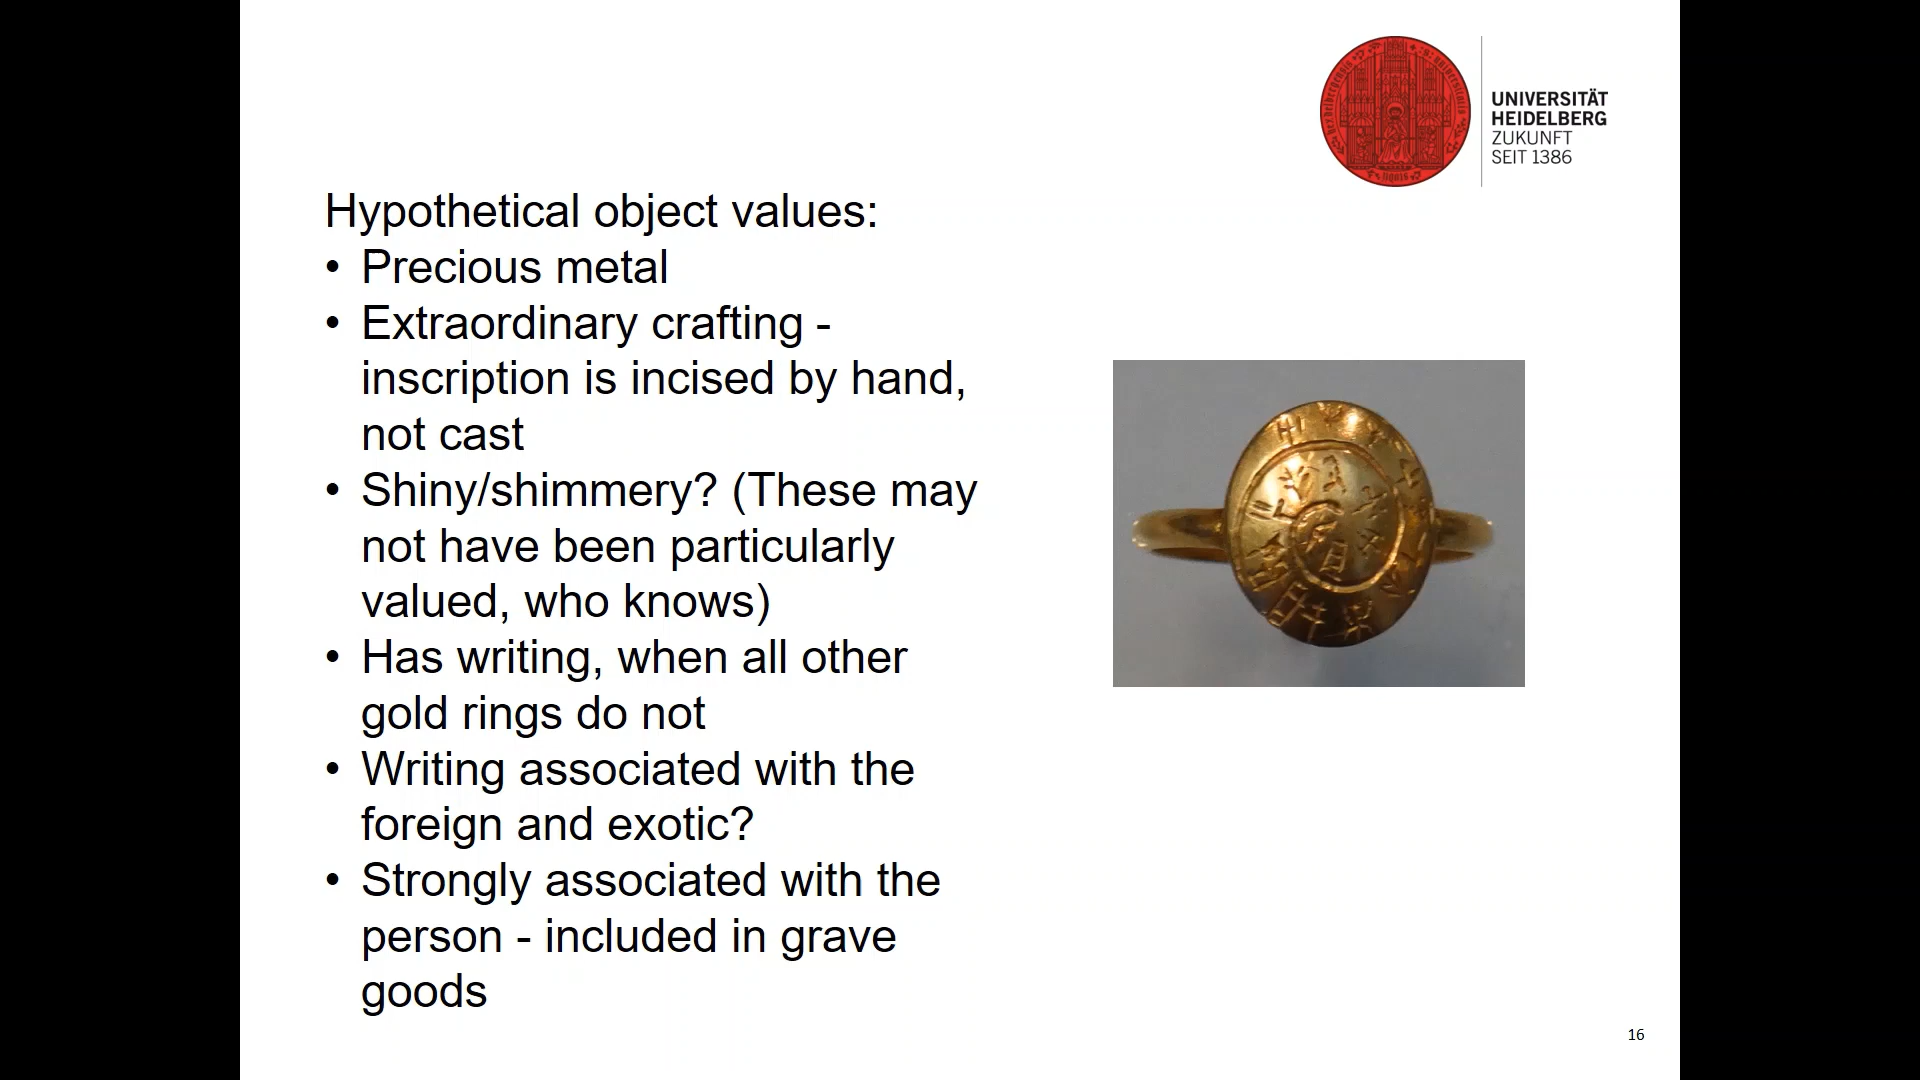 UNIVERSITÄT
HEIDELBERG
ZUKUNFT
SEIT 1386
Hypothetical object values:
• Precious metal
• Extraordinary crafting -
inscription is incised by hand,
not cast
• Shiny/shimmery? (These may
not have been particularly
valued, who knows)
• Has writing, when all other
gold rings do not
• Writing associated with the
foreign and exotic?
• Strongly associated with the
person - included in grave
goods
16